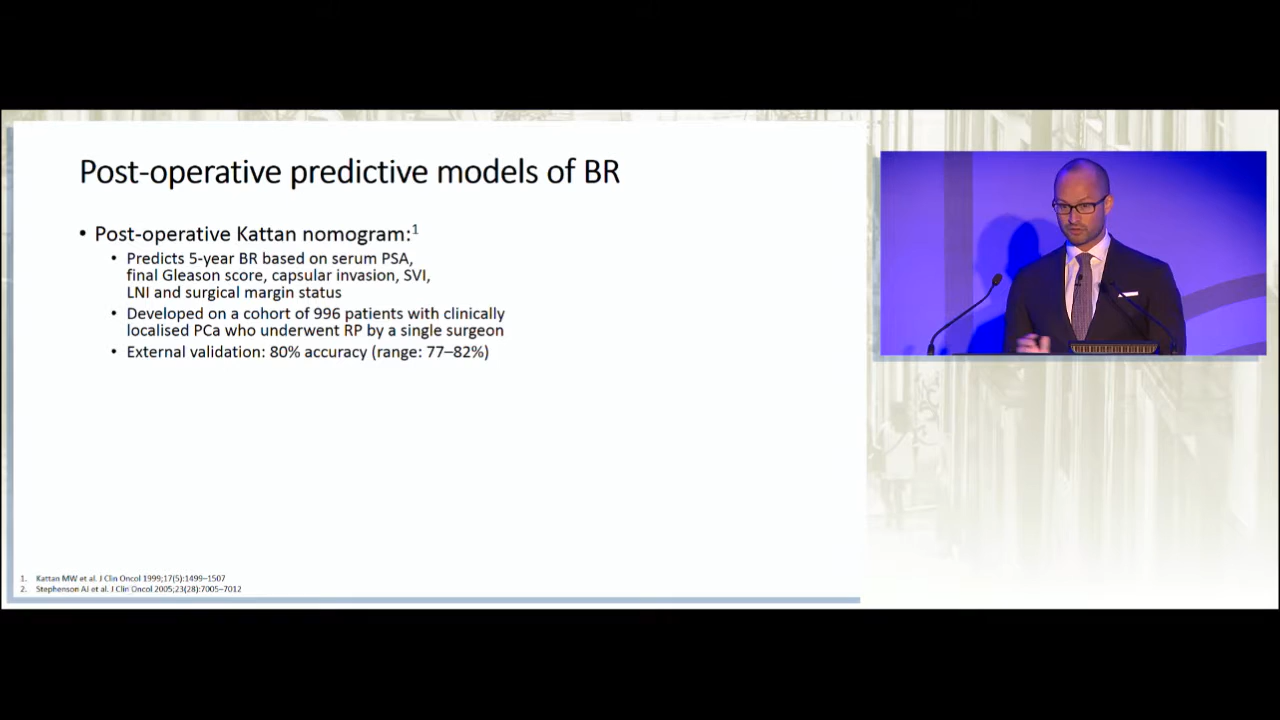 Post-operative predictive models of BR
• Post-operative Kattan nomogram:1
• Predicts 5-year BR based on serum PSA,
final Gleason score, capsular invasion, SVI,
LNI and surgical margin status
• Developed on a cohort of 996 patients with clinically
localised PCa who underwent RP by a single surgeon
• External validation: 80% accuracy (range: 77–82%)
1. Kattan MW et al. J Clin Oncol 1999;17(5):1499–1507
2. Stephenson AJ et al. J Clin Oncol 2005;23(28):7005–7012